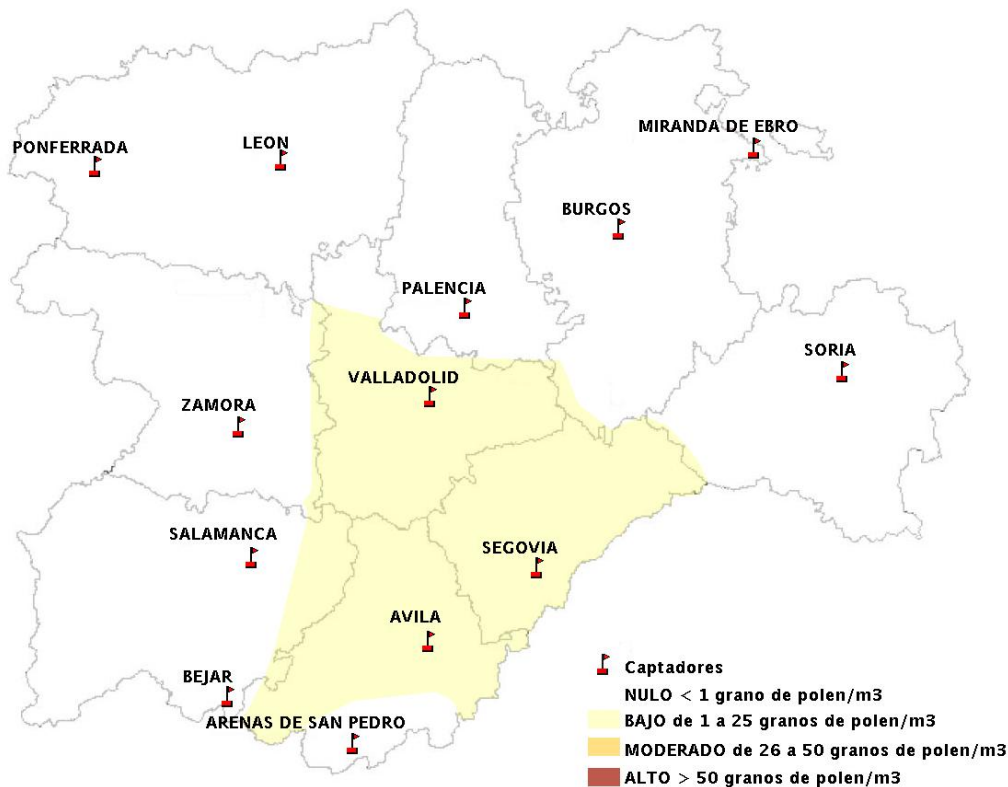 MIRANDA DE EBRO
PONFERRADA
LEON
BURGOS
PALENCIA
SORIA
VALLADOLID
ZAMORA
SALAMANCA
SEGOVIA
AVILA
BEJAR
ARENAS DE SAN PEDRO
Captadores
NULO < 1 grano de polen/m3
BAJO de 1 a 25 granos de polen/m3
MODERADO de 26 a 50 granos de polen/m3
ALTO > 50 granos de polen/m3